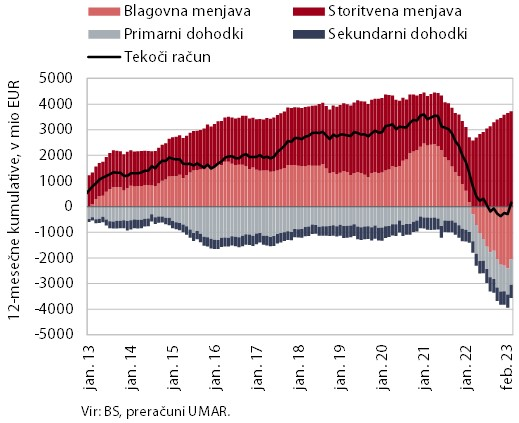 Blagovna menjava
Storitvena menjava
Primarni dohodki
Sekundarni dohodki
Tekoči račun
12-mesečne kumulative, v mio EUR
5000
4000
3000
2000
1000
0
-1000
-2000
-3000
-4000
-5000
jan. 13
jan. 14
jan. 15
jan. 16
jan. 17
jan. 18
jan. 19
jan. 20
jan. 21
jan. 22
feb. 23
Vir: BS, preračuni UMAR.